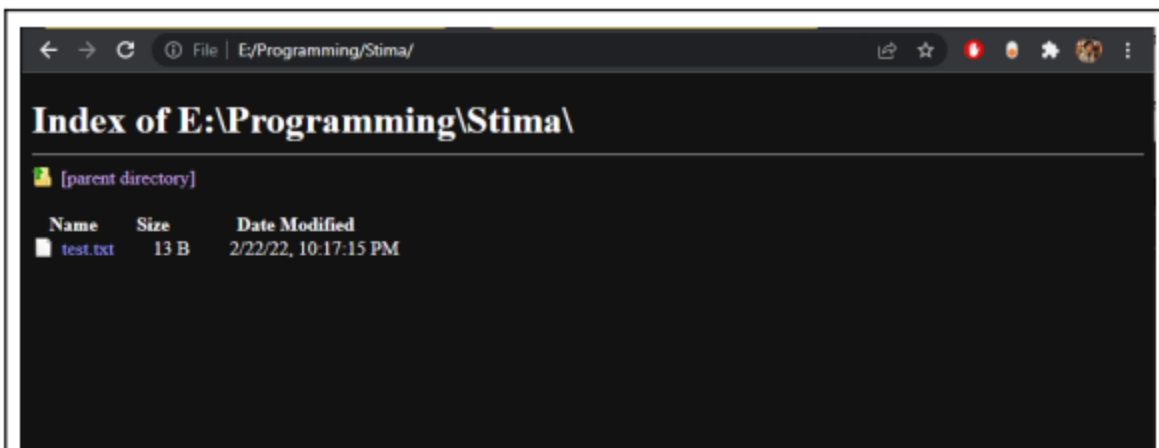 File | E:/Programming/Stima/
Index of E:\Programming\Stima\
[parent directory]
Name Size Date Modified
test.txt 13 B 2/22/22, 10:17:15 PM